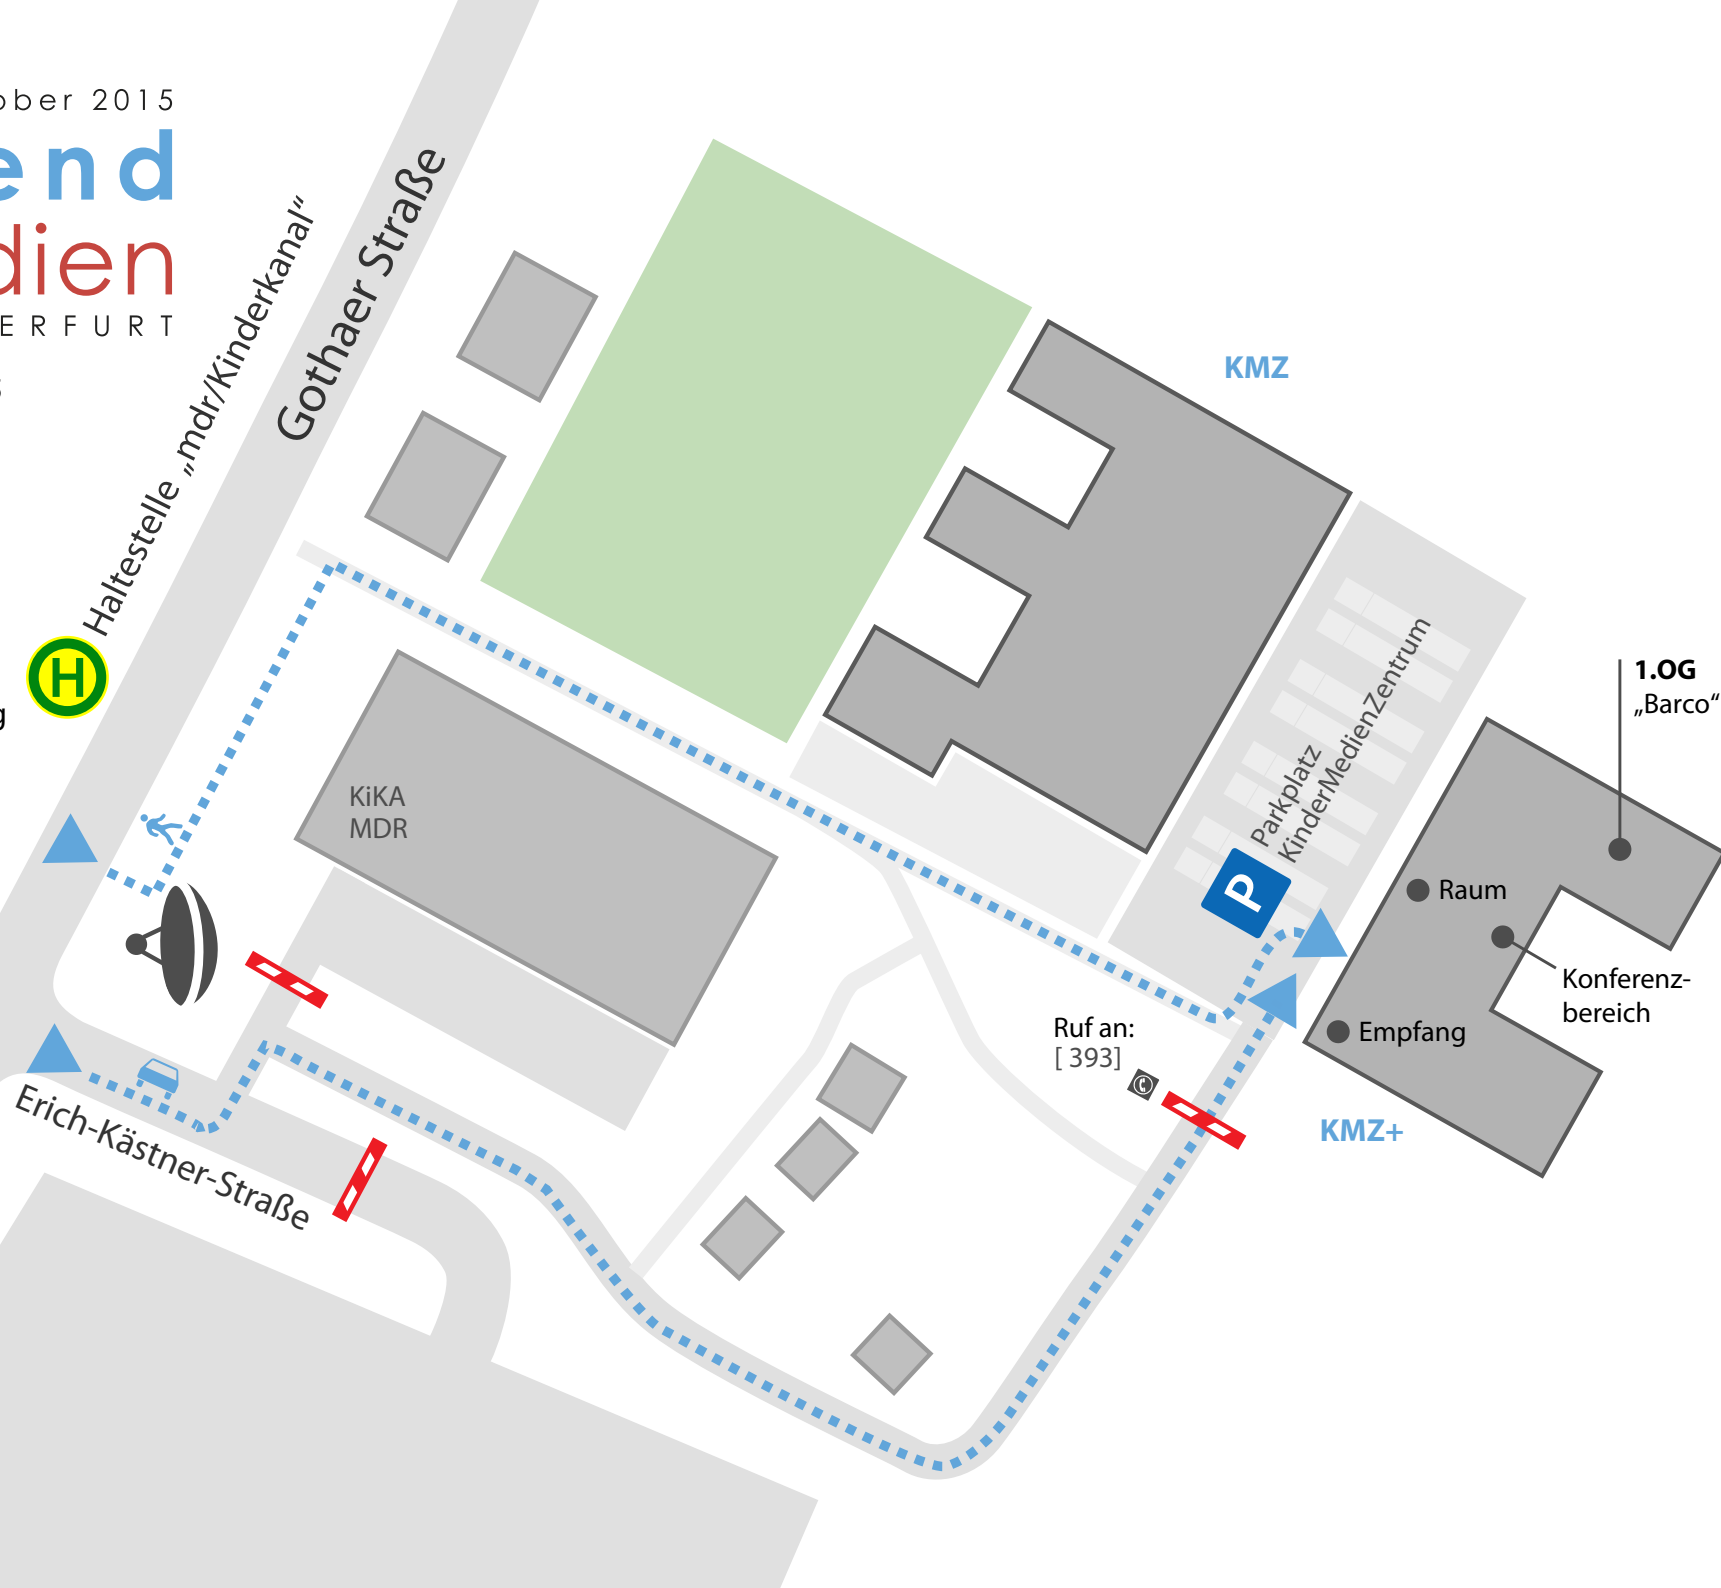 ober 2015
end
dien
ERFURT
Haltestelle „mdr/Kinderkanal“
Gothaer Straße
H
KMZ
KiKA
MDR
Parkplatz
KinderMedienZentrum
P
1.OG
„Barco“
Raum
Konferenz-
bereich
Empfang
Ruf an:
[ 393]
KMZ+
Erich-Kästner-Straße